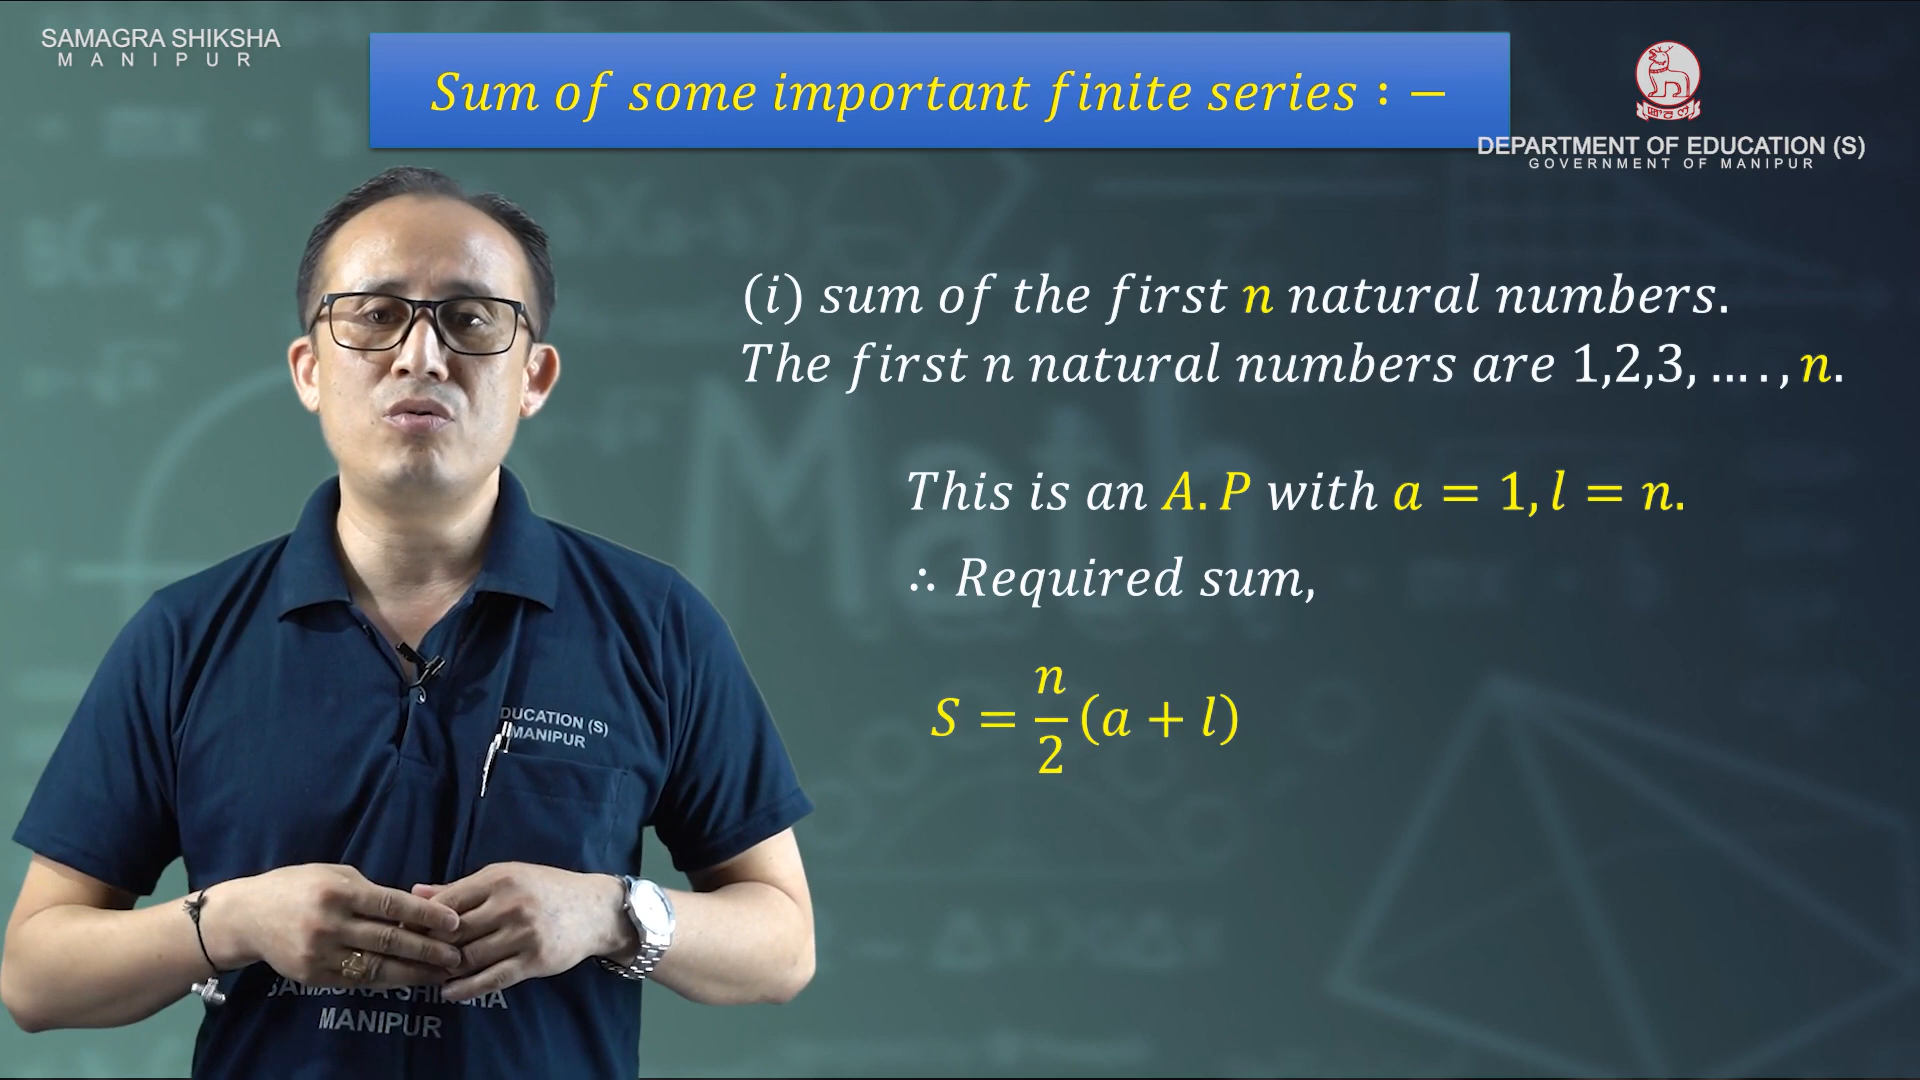 SAMAGRA SHIKSHA
MANIPUR
Sum of some important finite series : −
DEPARTMENT OF EDUCATION (S)
GOVERNMENT OF MANIPUR
(i) sum of the first n natural numbers.
The first n natural numbers are 1,2,3, ... . , n.
This is an A. P with a = 1, l = n.
∴ Required sum,
S = n/2 (a + l)
DUCATION (S)
MANIPUR
SAMAGRA SHIKSHA
MANIPUR
Math